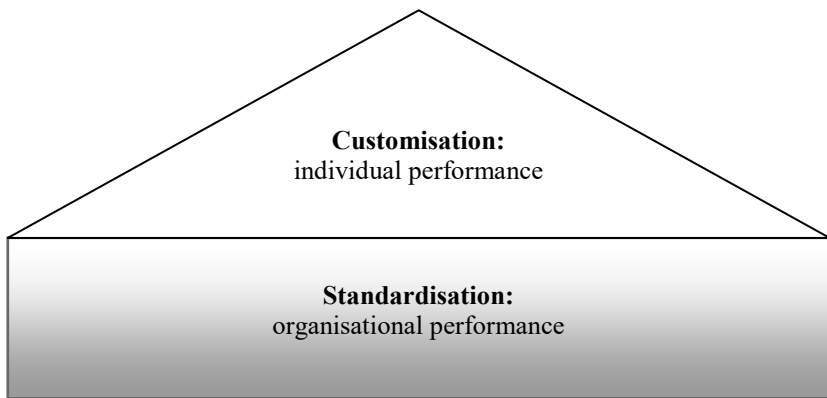 Customisation:
individual performance
Standardisation:
organisational performance